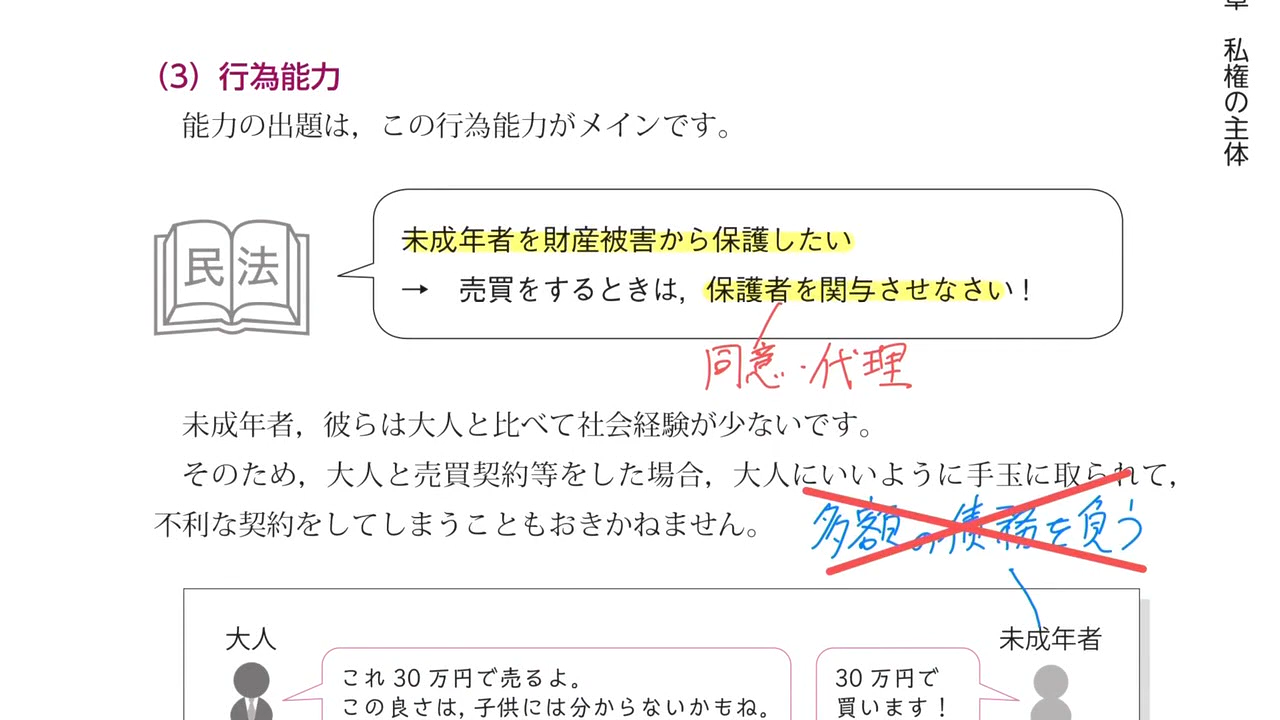 章 私権の主体
(3) 行為能力
能力の出題は，この行為能力がメインです。
民法
未成年者を財産被害から保護したい
→ 売買をするときは，保護者を関与させなさい！
同意・代理
未成年者，彼らは大人と比べて社会経験が少ないです。
そのため，大人と売買契約等をした場合，大人にいいように手玉に取られて，
不利な契約をしてしまうこともおきかねません。
多額の債務を負う
大人
未成年者
これ 30 万円で売るよ。
この良さは，子供には分からないかもね。
30 万円で
買います！